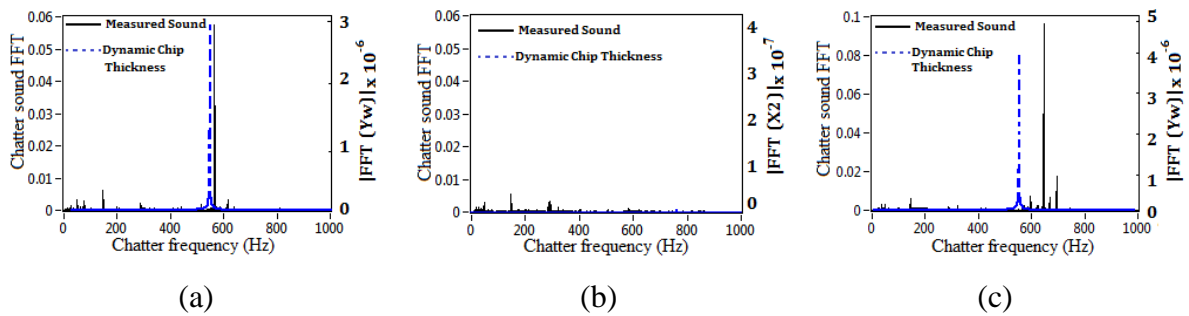 0.06
0.05
0.04
0.03
0.02
0.01
0
Chatter sound FFT
Measured Sound
Dynamic Chip
Thickness
3
2
1
0
|FFT (Yw)|x 10⁻⁶
0 200 400 600 800 1000
Chatter frequency (Hz)
(a)
0.06
0.05
0.04
0.03
0.02
0.01
0
Chatter sound FFT
Measured Sound
Dynamic Chip Thickness
4
3
2
1
0
|FFT (X2)|x 10⁻⁷
0 200 400 600 800 1000
Chatter frequency (Hz)
(b)
0.1
0.08
0.06
0.04
0.02
0.00
Chatter sound FFT
Measured Sound
Dynamic Chip
Thickness
5
4
3
2
1
0
|FFT (Yw)|x 10⁻⁶
0 200 400 600 800 1000
Chatter frequency (Hz)
(c)